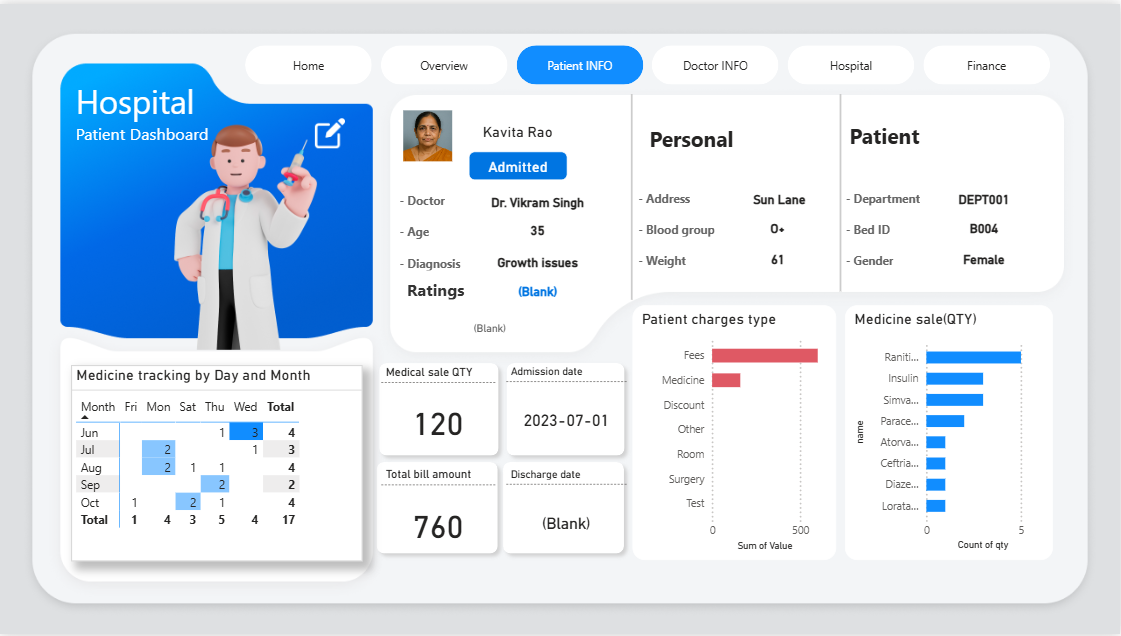 Home Overview Patient INFO Doctor INFO Hospital Finance
Hospital
Patient Dashboard
Kavita Rao
Admitted
- Doctor Dr. Vikram Singh
- Age 35
- Diagnosis Growth issues
Ratings (Blank)
(Blank)
Personal
- Address Sun Lane
- Blood group O+
- Weight 61
Patient
- Department DEPT001
- Bed ID B004
- Gender Female
Medicine tracking by Day and Month
Month Fri Mon Sat Thu Wed Total
Jun 1 3 4
Jul 2 1 3
Aug 2 1 1 4
Sep 2 2
Oct 1 2 1 4
Total 1 4 3 5 4 17
Medical sale QTY
120
Admission date
2023-07-01
Total bill amount
760
Discharge date
(Blank)
Patient charges type
Fees
Medicine
Discount
Other
Room
Surgery
Test
0 500
Sum of Value
Medicine sale(QTY)
name
Raniti...
Insulin
Simva...
Parace...
Atorva...
Ceftria...
Diaze...
Lorata...
0 5
Count of qty